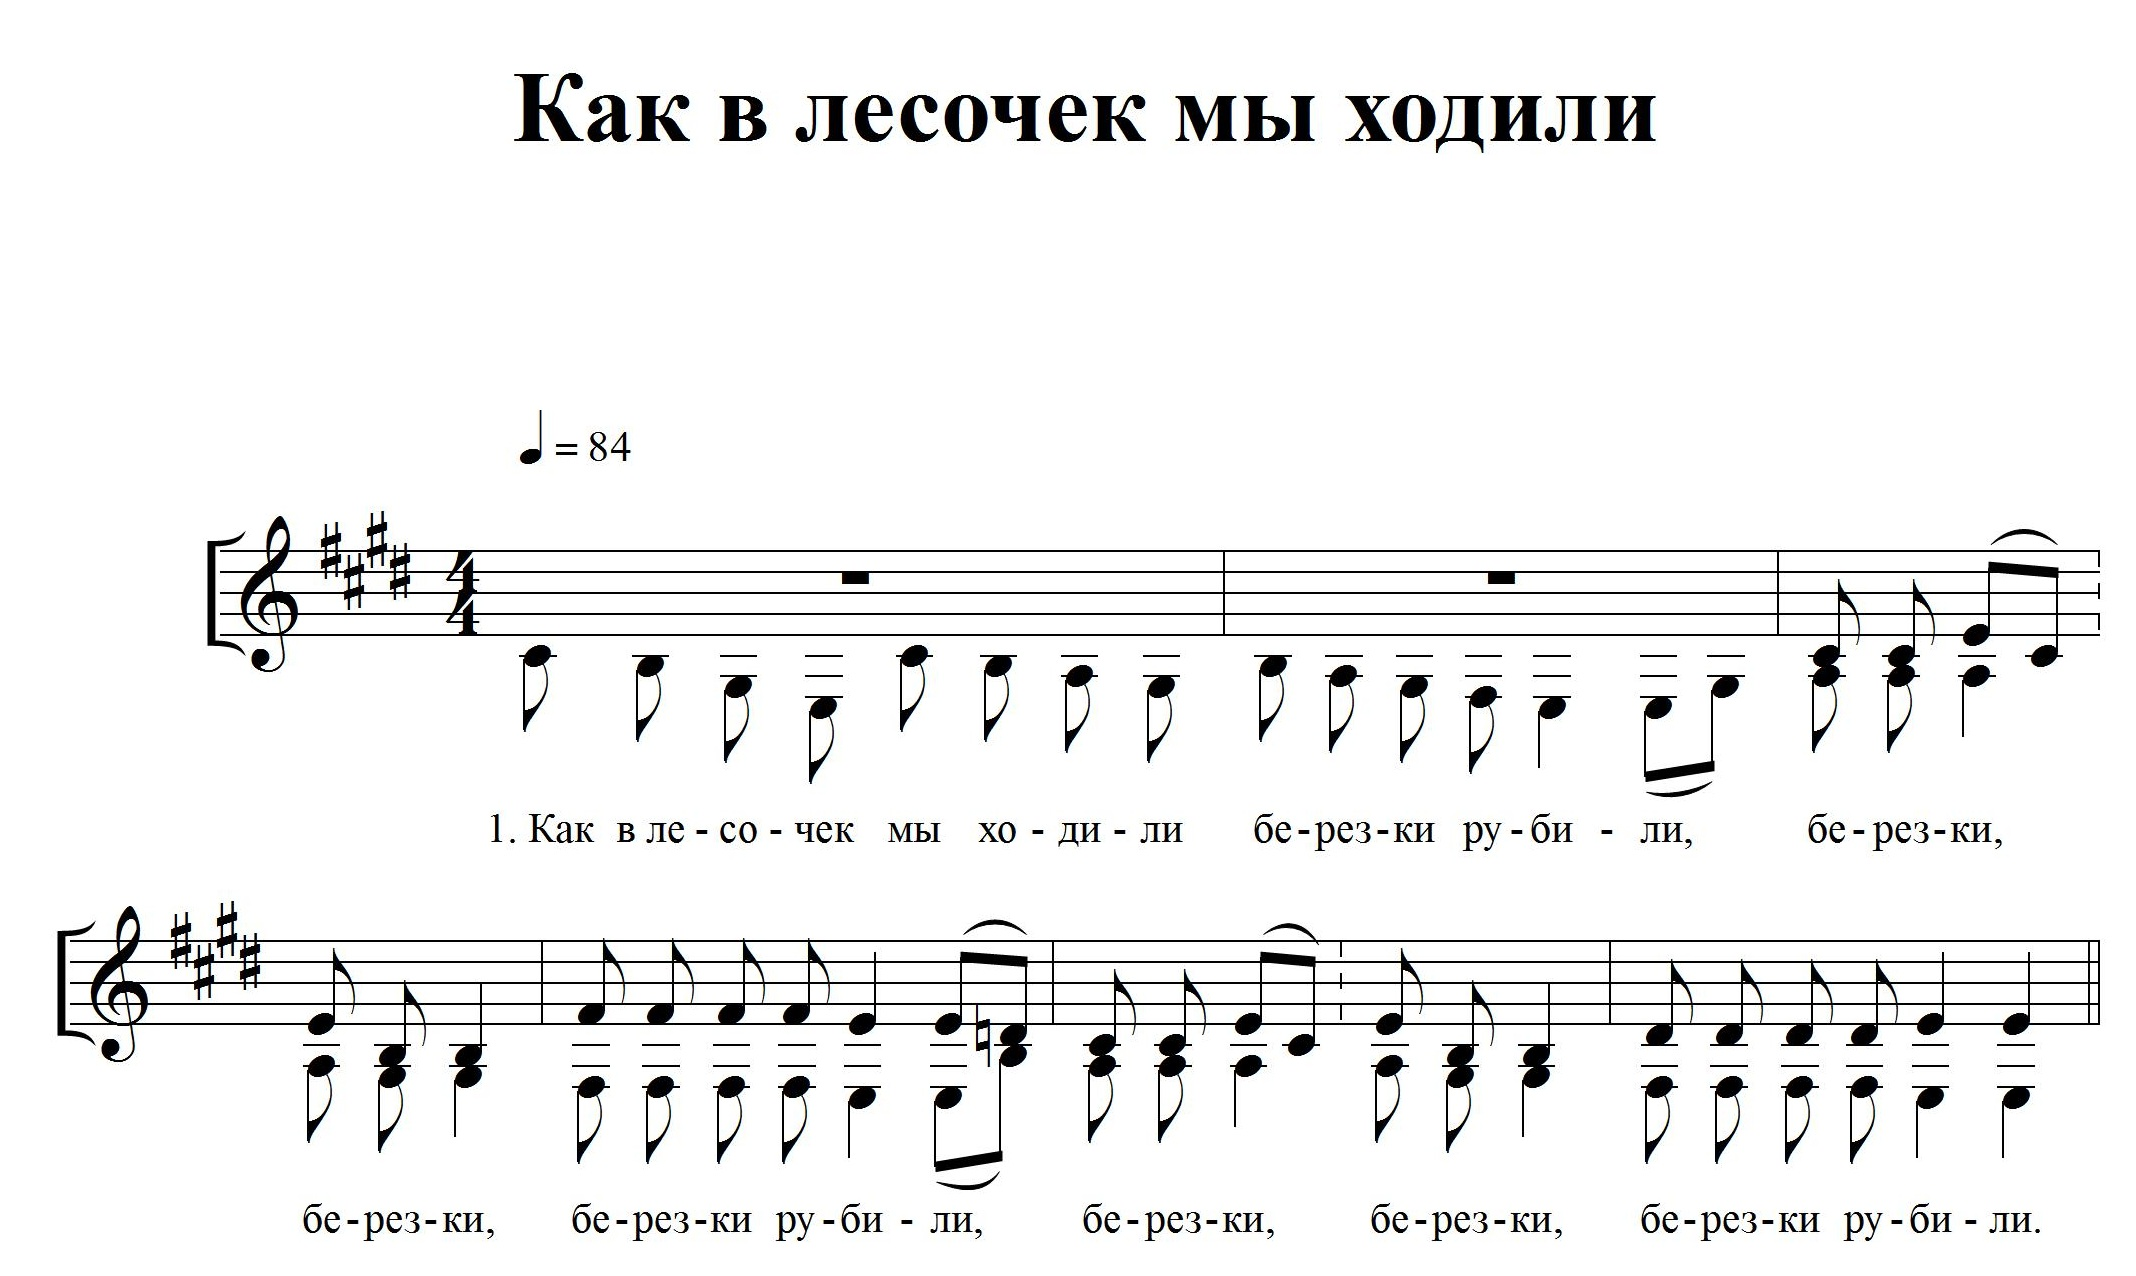 Как в лесочек мы ходили
= 84
4
4
1. Как в ле - со - чек мы хо - ди - ли бе - рез - ки ру - би - ли, бе - рез - ки,
бе - рез - ки, бе - рез - ки ру - би - ли, бе - рез - ки, бе - рез - ки, бе - рез - ки ру - би - ли.